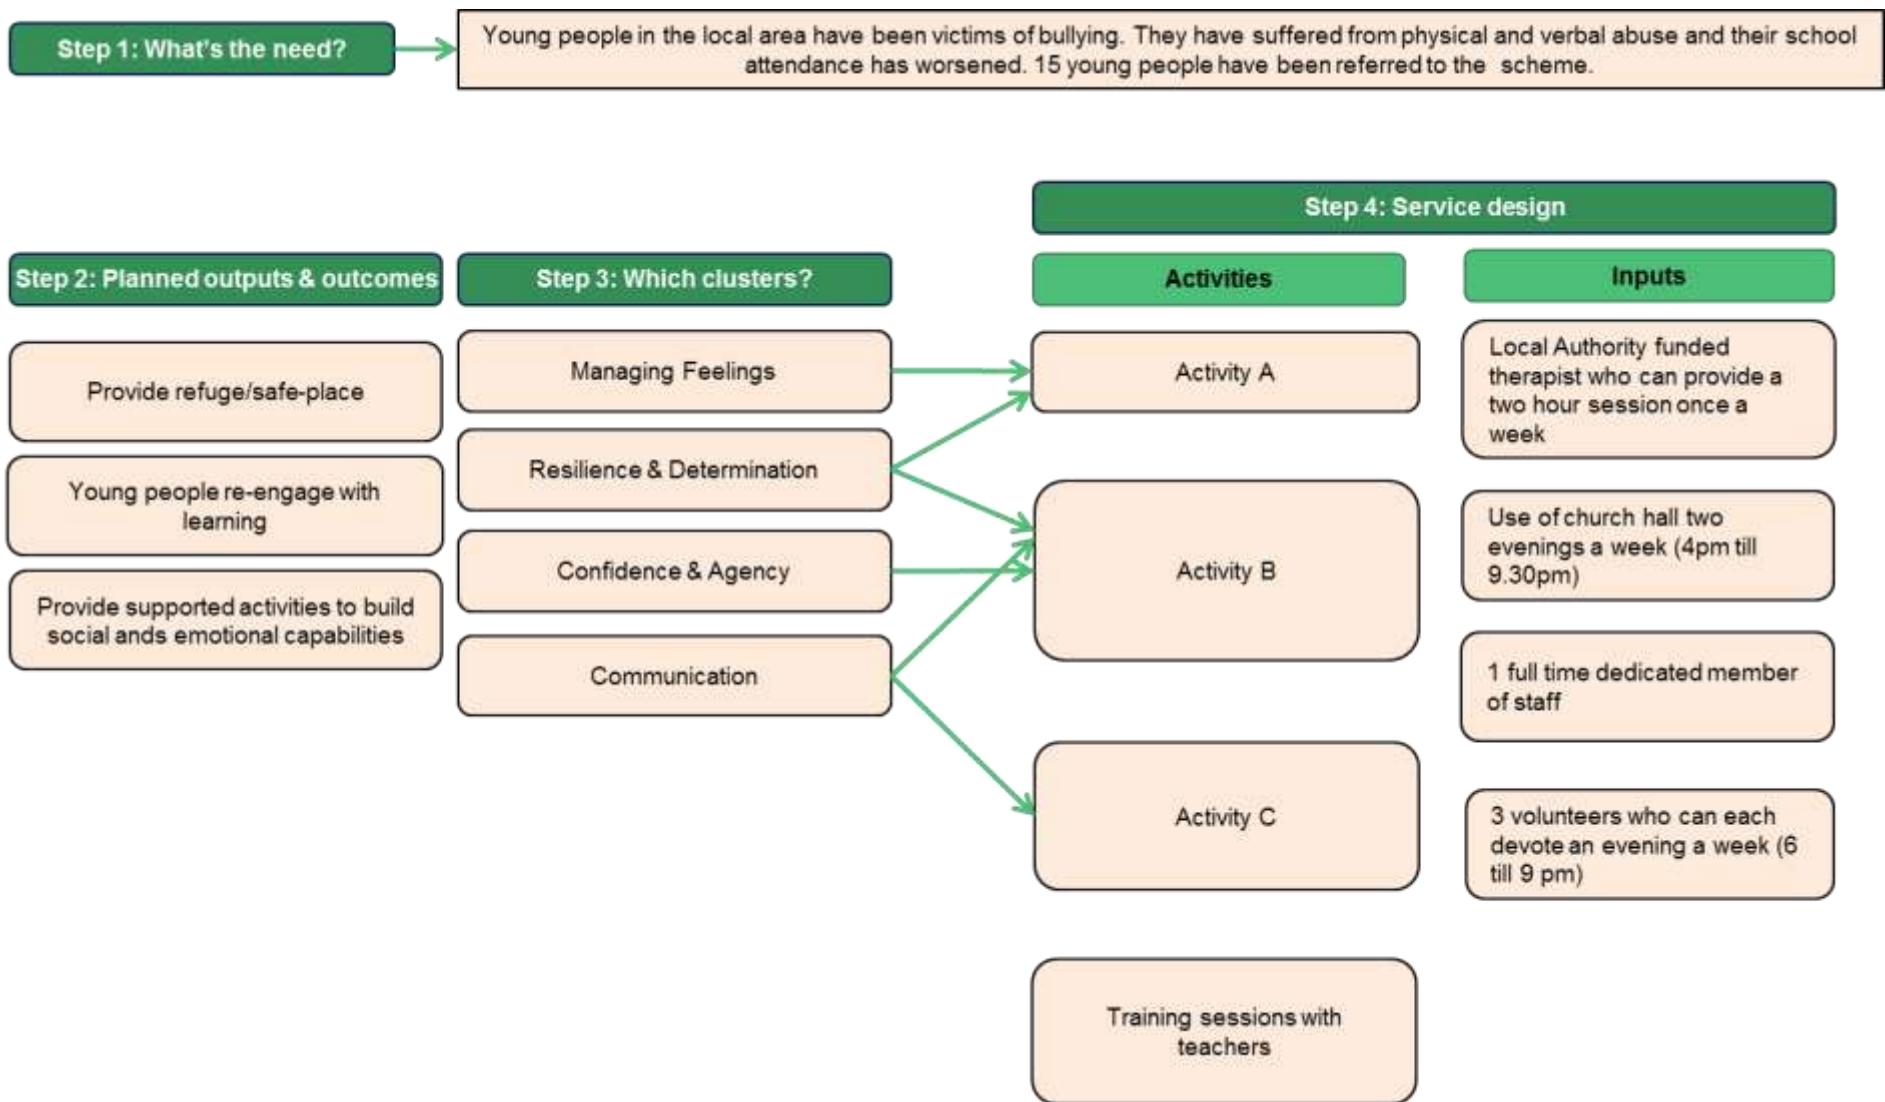 Step 1: What's the need?
Young people in the local area have been victims of bullying. They have suffered from physical and verbal abuse and their school
attendance has worsened. 15 young people have been referred to the scheme.
Step 4: Service design
Step 2: Planned outputs & outcomes
Step 3: Which clusters?
Activities
Inputs
Provide refuge/safe-place
Young people re-engage with
learning
Provide supported activities to build
social ands emotional capabilities
Managing Feelings
Resilience & Determination
Confidence & Agency
Communication
Activity A
Activity B
Activity C
Training sessions with
teachers
Local Authority funded
therapist who can provide a
two hour session once a
week
Use of church hall two
evenings a week (4pm till
9.30pm)
1 full time dedicated member
of staff
3 volunteers who can each
devote an evening a week (6
till 9 pm)